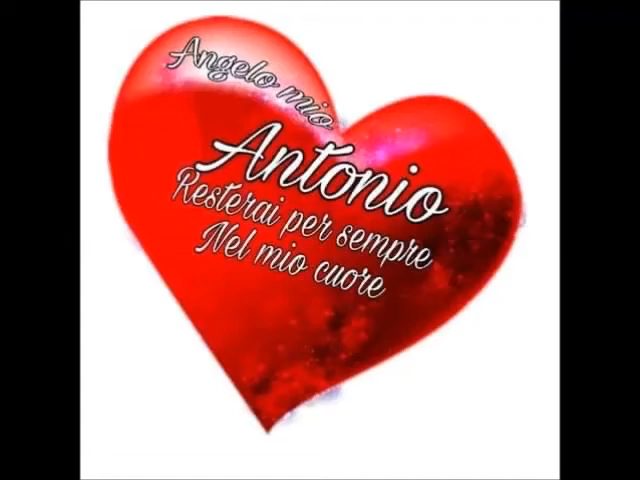 Angelo mio
Antonio
Resterai per sempre
Nel mio cuore